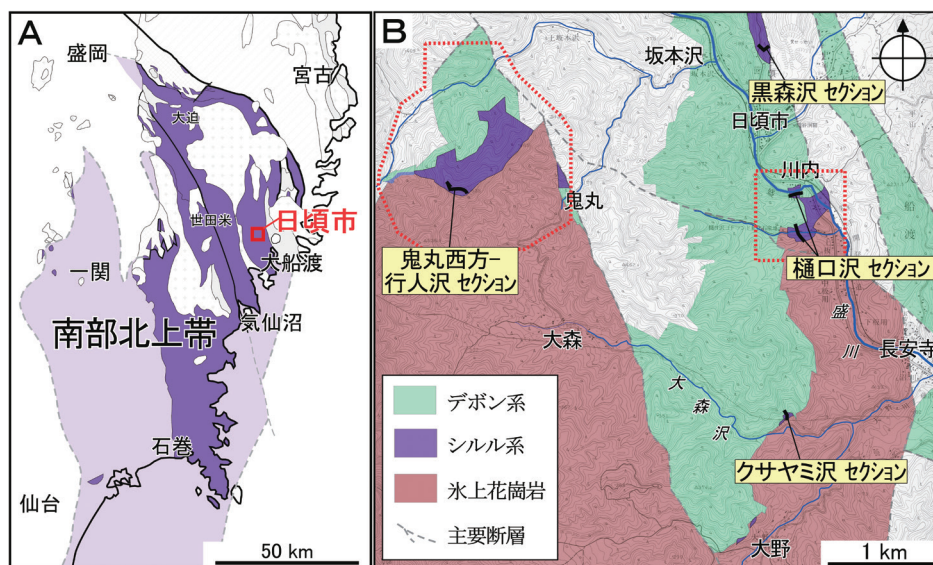 A
盛岡
宮古
大迫
世田米
日頃市
大船渡
一関
気仙沼
南部北上帯
石巻
仙台
50 km
B
坂本沢
黒森沢 セクション
日頃市
川内
鬼丸
鬼丸西方−
行人沢 セクション
樋口沢 セクション
盛
川
長安寺
大森
大
森
沢
クサヤミ沢 セクション
大野
デボン系
シルル系
氷上花崗岩
主要断層
1 km